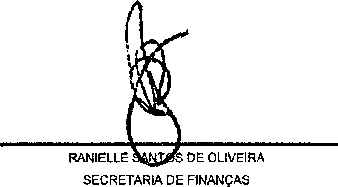 RANIELLE SANTOS DE OLIVEIRA
SECRETARIA DE FINANÇAS